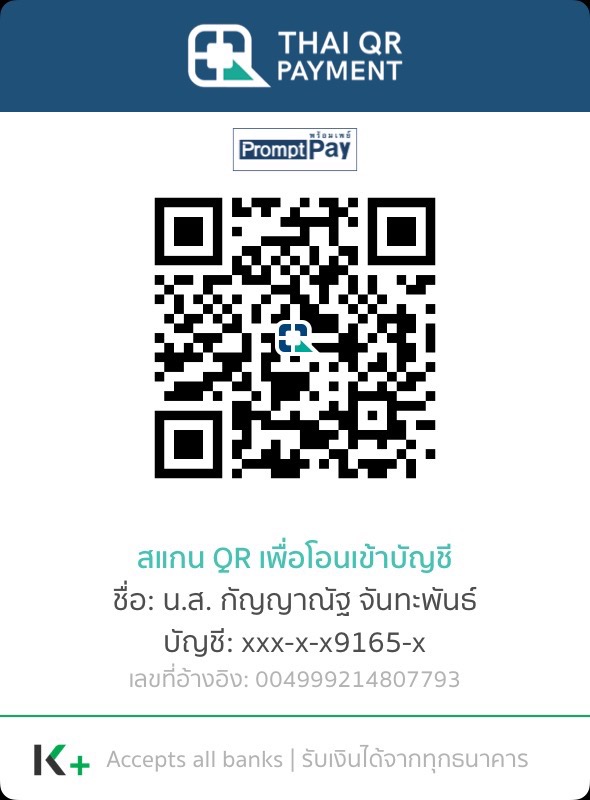 THAI QR
PAYMENT
พร้อมเพย์
PromptPay
สแกน QR เพื่อโอนเข้าบัญชี
ชื่อ: น.ส. กัญญาณัฐ จันทะพันธ์
บัญชี: xxx-x-x9165-x
เลขที่อ้างอิง: 004999214807793
K+ Accepts all banks | รับเงินได้จากทุกธนาคาร